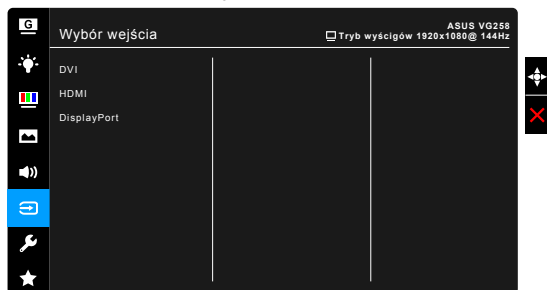 G
ASUS VG258
Wybór wejścia
Tryb wyścigów 1920x1080@ 144Hz
DVI
HDMI
DisplayPort